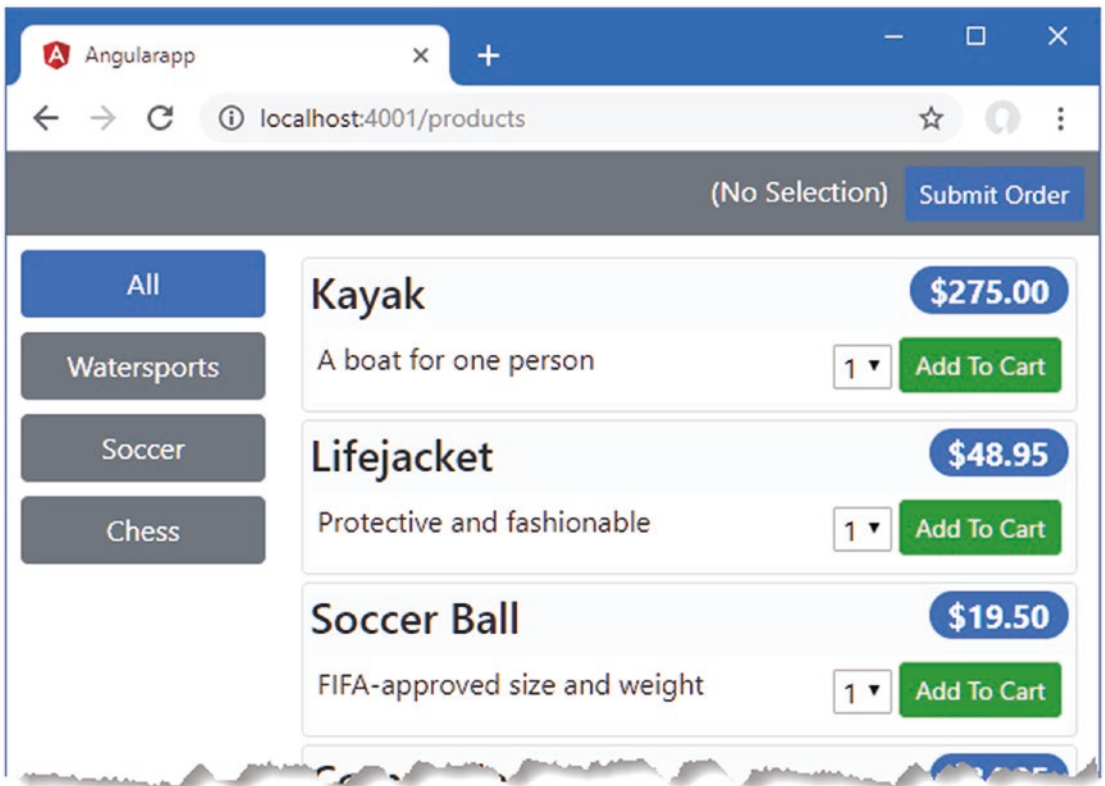 Angularapp
localhost:4001/products
(No Selection) Submit Order
All
Watersports
Soccer
Chess
Kayak $275.00
A boat for one person 1 Add To Cart
Lifejacket $48.95
Protective and fashionable 1 Add To Cart
Soccer Ball $19.50
FIFA-approved size and weight 1 Add To Cart